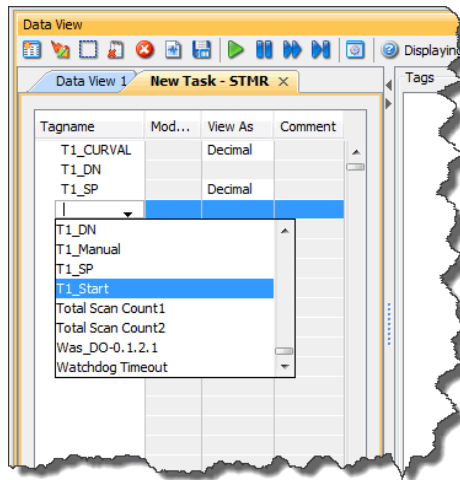 Data View
Displaying
Data View 1 New Task - STMR
Tags
Tagname Mod... View As Comment
T1_CURVAL Decimal
T1_DN
T1_SP Decimal
T1_DN
T1_Manual
T1_SP
T1_Start
Total Scan Count1
Total Scan Count2
Was_DO-0.1.2.1
Watchdog Timeout